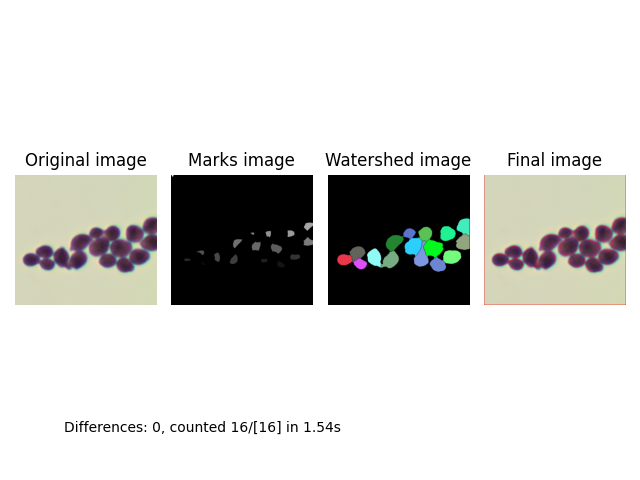 Original image
Marks image
Watershed image
Final image
Differences: 0, counted 16/[16] in 1.54s